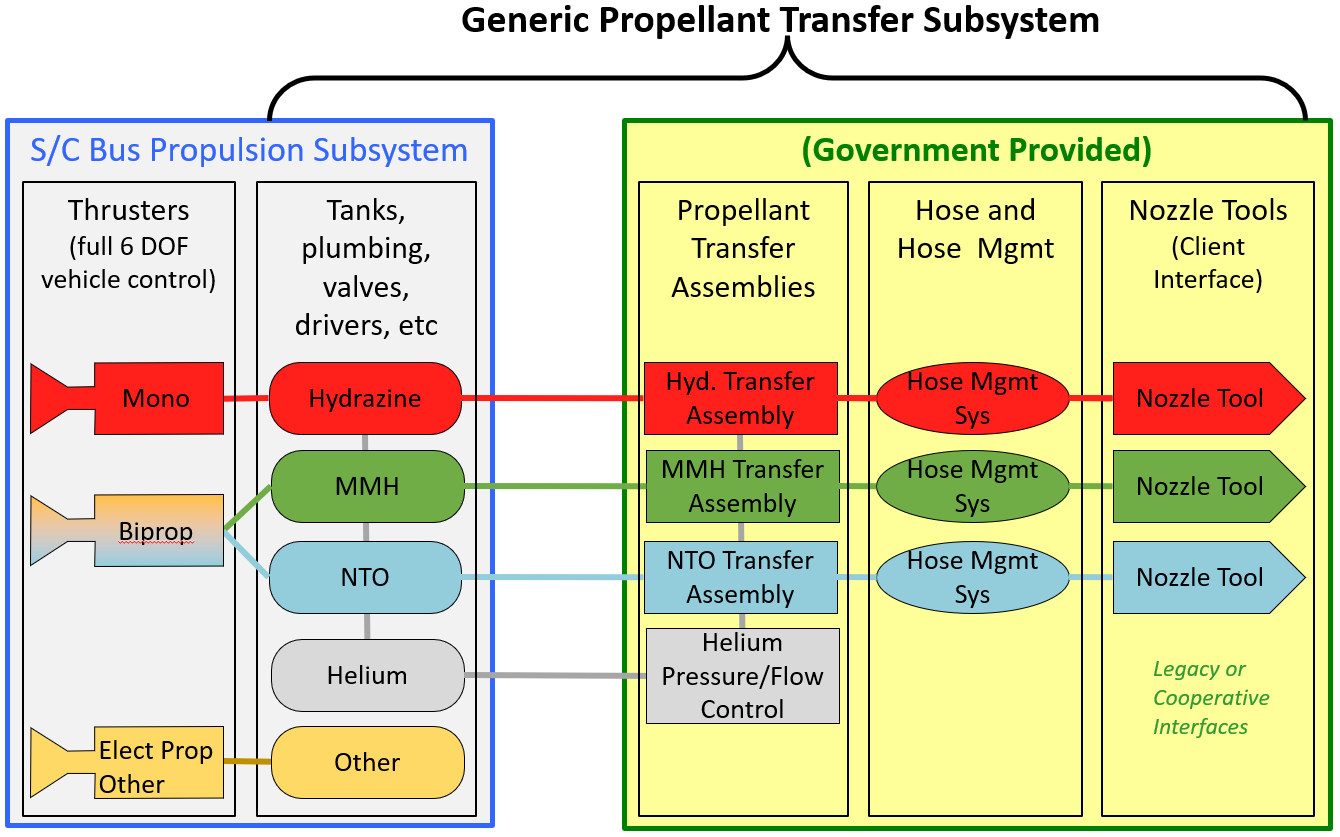 Generic Propellant Transfer Subsystem
S/C Bus Propulsion Subsystem
Thrusters
(full 6 DOF
vehicle control)
Tanks,
plumbing,
valves,
drivers, etc
Mono
Hydrazine
Biprop
MMH
NTO
Helium
Elect Prop
Other
Other
(Government Provided)
Propellant
Transfer
Assemblies
Hose and
Hose  Mgmt
Nozzle Tools
(Client
Interface)
Hyd. Transfer
Assembly
Hose Mgmt
Sys
Nozzle Tool
MMH Transfer
Assembly
Hose Mgmt
Sys
Nozzle Tool
NTO Transfer
Assembly
Hose Mgmt
Sys
Nozzle Tool
Helium
Pressure/Flow
Control
Legacy or
Cooperative
Interfaces